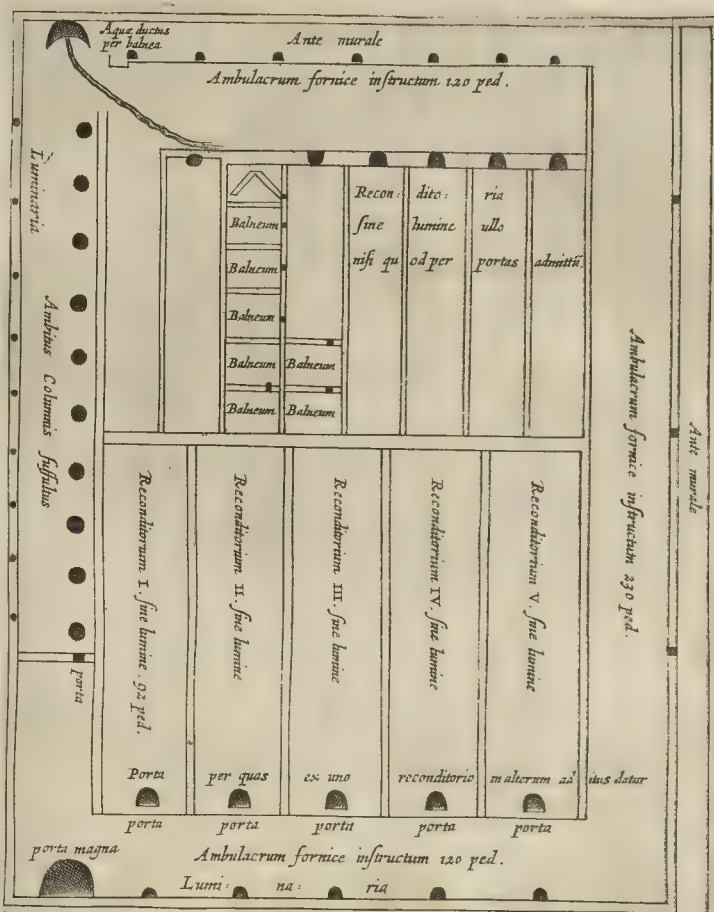 Aquæ ductus
per balnea
Ante murale
Ambulacrum fornice inſtructum 120 ped.
Luminaria
Ambitus Columnis ſuffultus
porta
Balneum
Balneum
Balneum
Balneum Balneum
Balneum Balneum
Recon: dito: ria
ſine lumine ullo
niſi qu od per portas admittũ.
Ambulacrum fornice inſtructum 230 ped.
Ante murale
Reconditorium I. ſine lumine. 92 ped.
Reconditorium II. ſine lumine
Reconditorium III. ſine lumine
Reconditorium IV. ſine lumine
Reconditorium V. ſine lumine
Porta per quas ex uno reconditorio in alterum ad itus datur
porta porta porta porta porta
porta magna
Ambulacrum fornice inſtructum 120 ped.
Lumi: na: ria